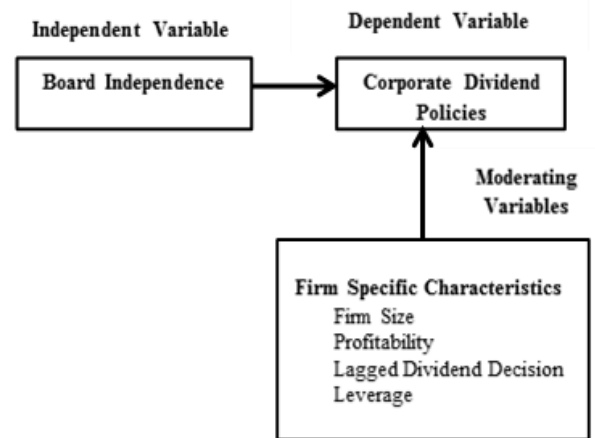 Independent Variable
Dependent Variable
Board Independence
Corporate Dividend
Policies
Moderating
Variables
Firm Specific Characteristics
Firm Size
Profitability
Lagged Dividend Decision
Leverage